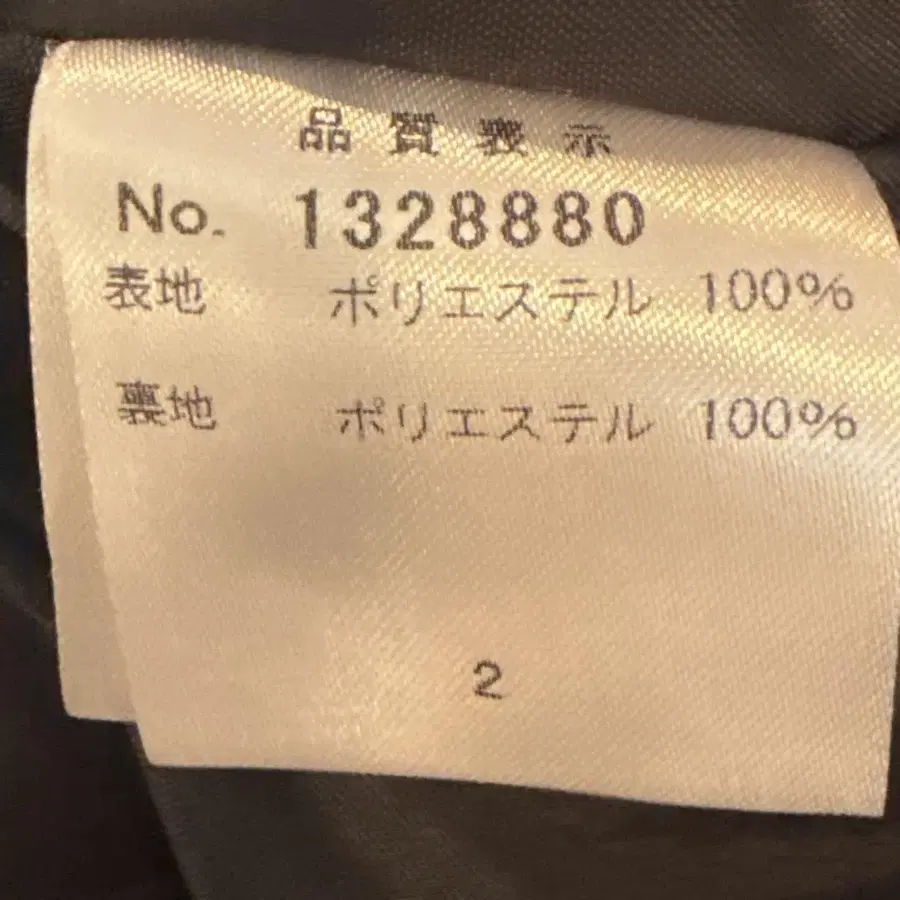 品質表示
No. 1328880
表地 ポリエステル 100%
裏地 ポリエステル 100%
2